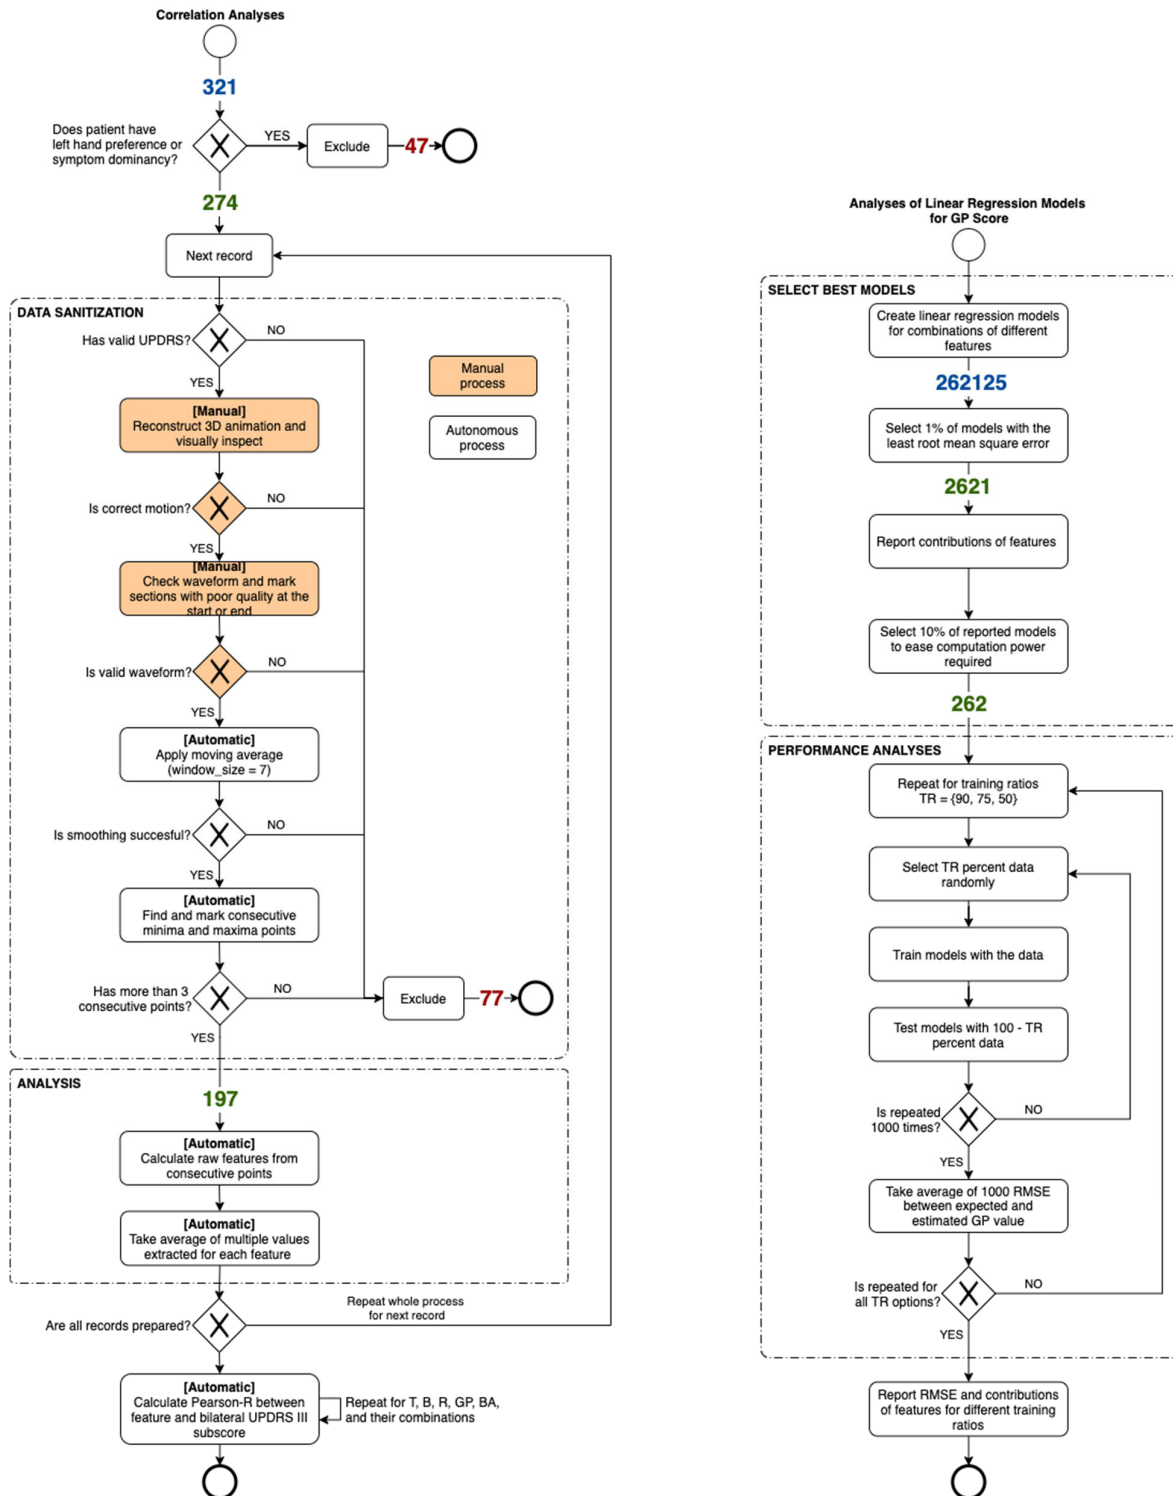 Correlation Analyses
321
Does patient have
left hand preference or
symptom dominancy?
YES
Exclude
47
274
Next record
DATA SANITIZATION
Has valid UPDRS?
NO
YES
Manual
process
Autonomous
process
[Manual]
Reconstruct 3D animation and
visually inspect
Is correct motion?
NO
YES
[Manual]
Check waveform and mark
sections with poor quality at the
start or end
Is valid waveform?
NO
YES
[Automatic]
Apply moving average
(window_size = 7)
Is smoothing succesful?
NO
YES
[Automatic]
Find and mark consecutive
minima and maxima points
Has more than 3
consecutive points?
NO
YES
Exclude
77
ANALYSIS
197
[Automatic]
Calculate raw features from
consecutive points
[Automatic]
Take average of multiple values
extracted for each feature
Are all records prepared?
Repeat whole process
for next record
[Automatic]
Calculate Pearson-R between
feature and bilateral UPDRS III
subscore
Repeat for T, B, R, GP, BA,
and their combinations
Analyses of Linear Regression Models
for GP Score
SELECT BEST MODELS
Create linear regression models
for combinations of different
features
262125
Select 1% of models with the
least root mean square error
2621
Report contributions of features
Select 10% of reported models
to ease computation power
required
262
PERFORMANCE ANALYSES
Repeat for training ratios
TR = {90, 75, 50}
Select TR percent data
randomly
Train models with the data
Test models with 100 - TR
percent data
Is repeated
1000 times?
NO
YES
Take average of 1000 RMSE
between expected and
estimated GP value
Is repeated for
all TR options?
NO
YES
Report RMSE and contributions
of features for different training
ratios